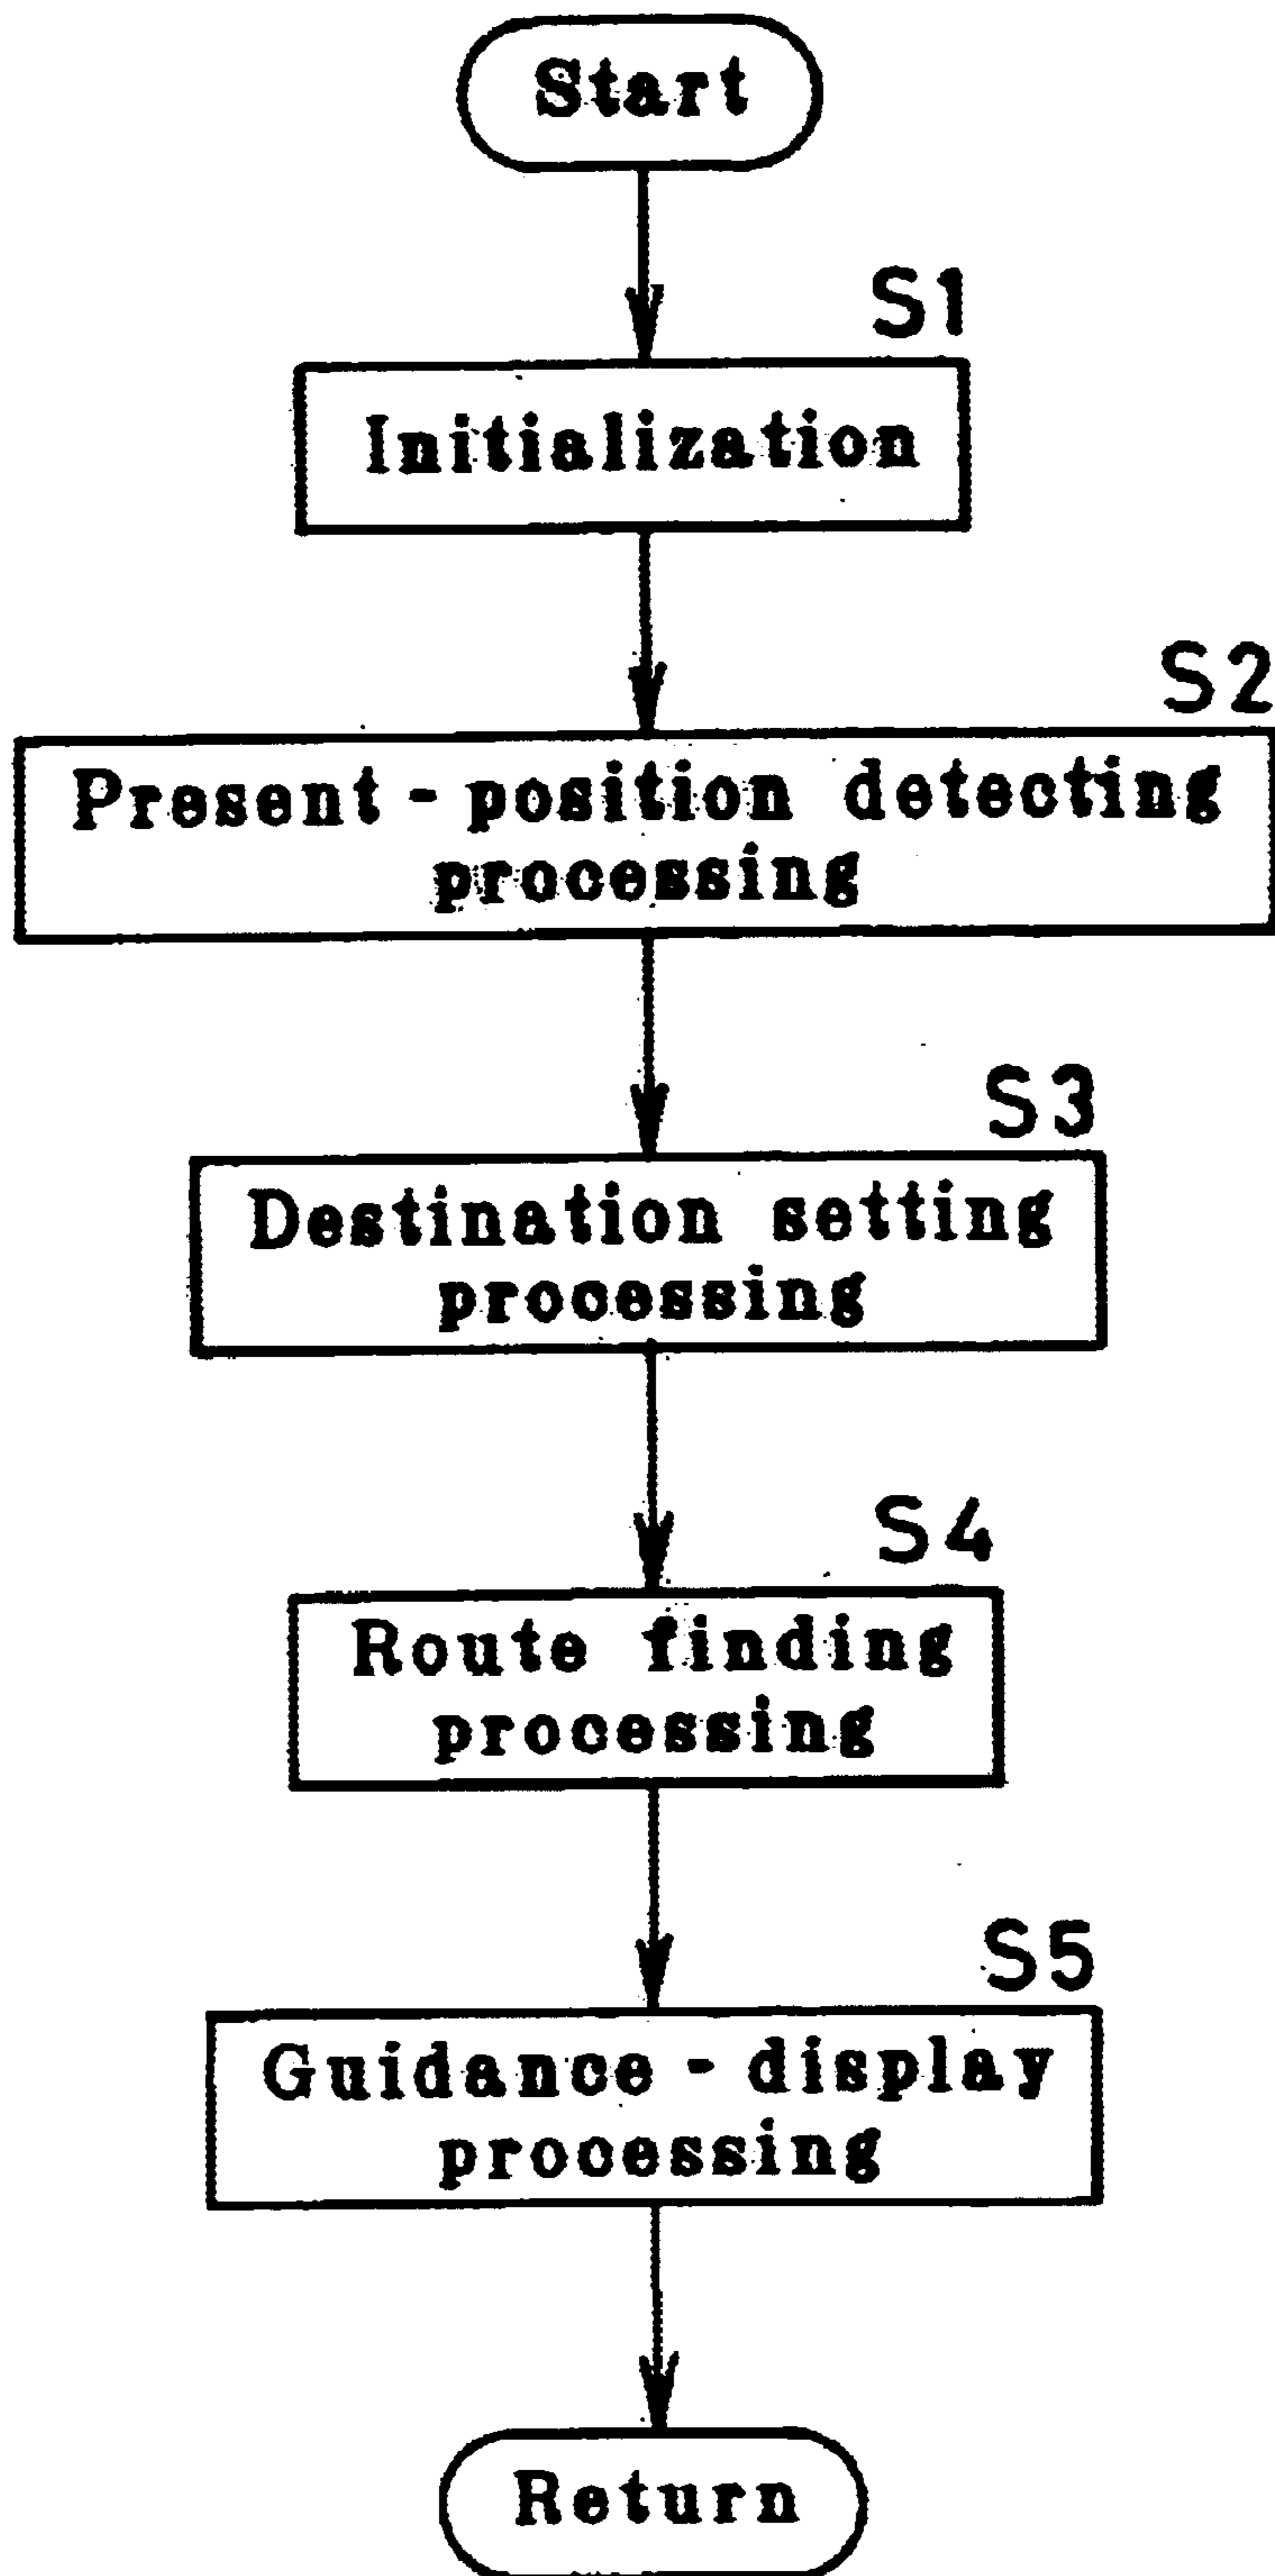 Start
S1
Initialization
S2
Present - position detecting
processing
S3
Destination setting
processing
S4
Route finding
processing
S5
Guidance - display
processing
Return